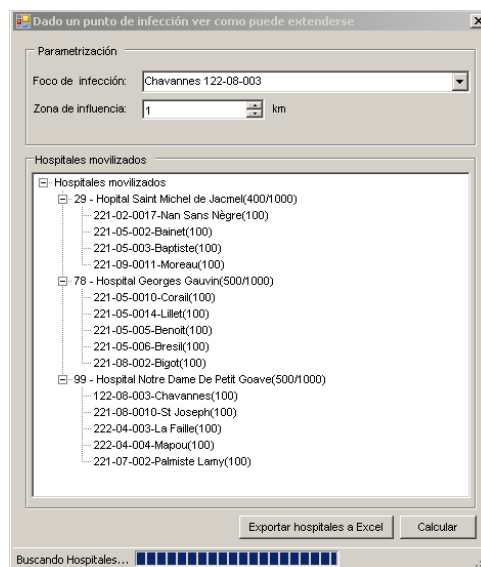 Dado un punto de infección ver como puede extenderse
Parametrización
Foco de infección: Chavannes 122-08-003
Zona de influencia: 1 km
Hospitales movilizados
Hospitales movilizados
29 - Hopital Saint Michel de Jacmel(400/1000)
221-02-0017-Nan Sans Nègre(100)
221-05-002-Bainet(100)
221-05-003-Baptiste(100)
221-09-0011-Moreau(100)
78 - Hospital Georges Gauvin(500/1000)
221-05-0010-Corail(100)
221-05-0014-Lillet(100)
221-05-005-Benoit(100)
221-05-006-Bresil(100)
221-08-002-Bigot(100)
99 - Hospital Notre Dame De Petit Goave(500/1000)
122-08-003-Chavannes(100)
221-08-0010-St Joseph(100)
222-04-003-La Faille(100)
222-04-004-Mapou(100)
221-07-002-Palmiste Lamy(100)
Exportar hospitales a Excel Calcular
Buscando Hospitales...